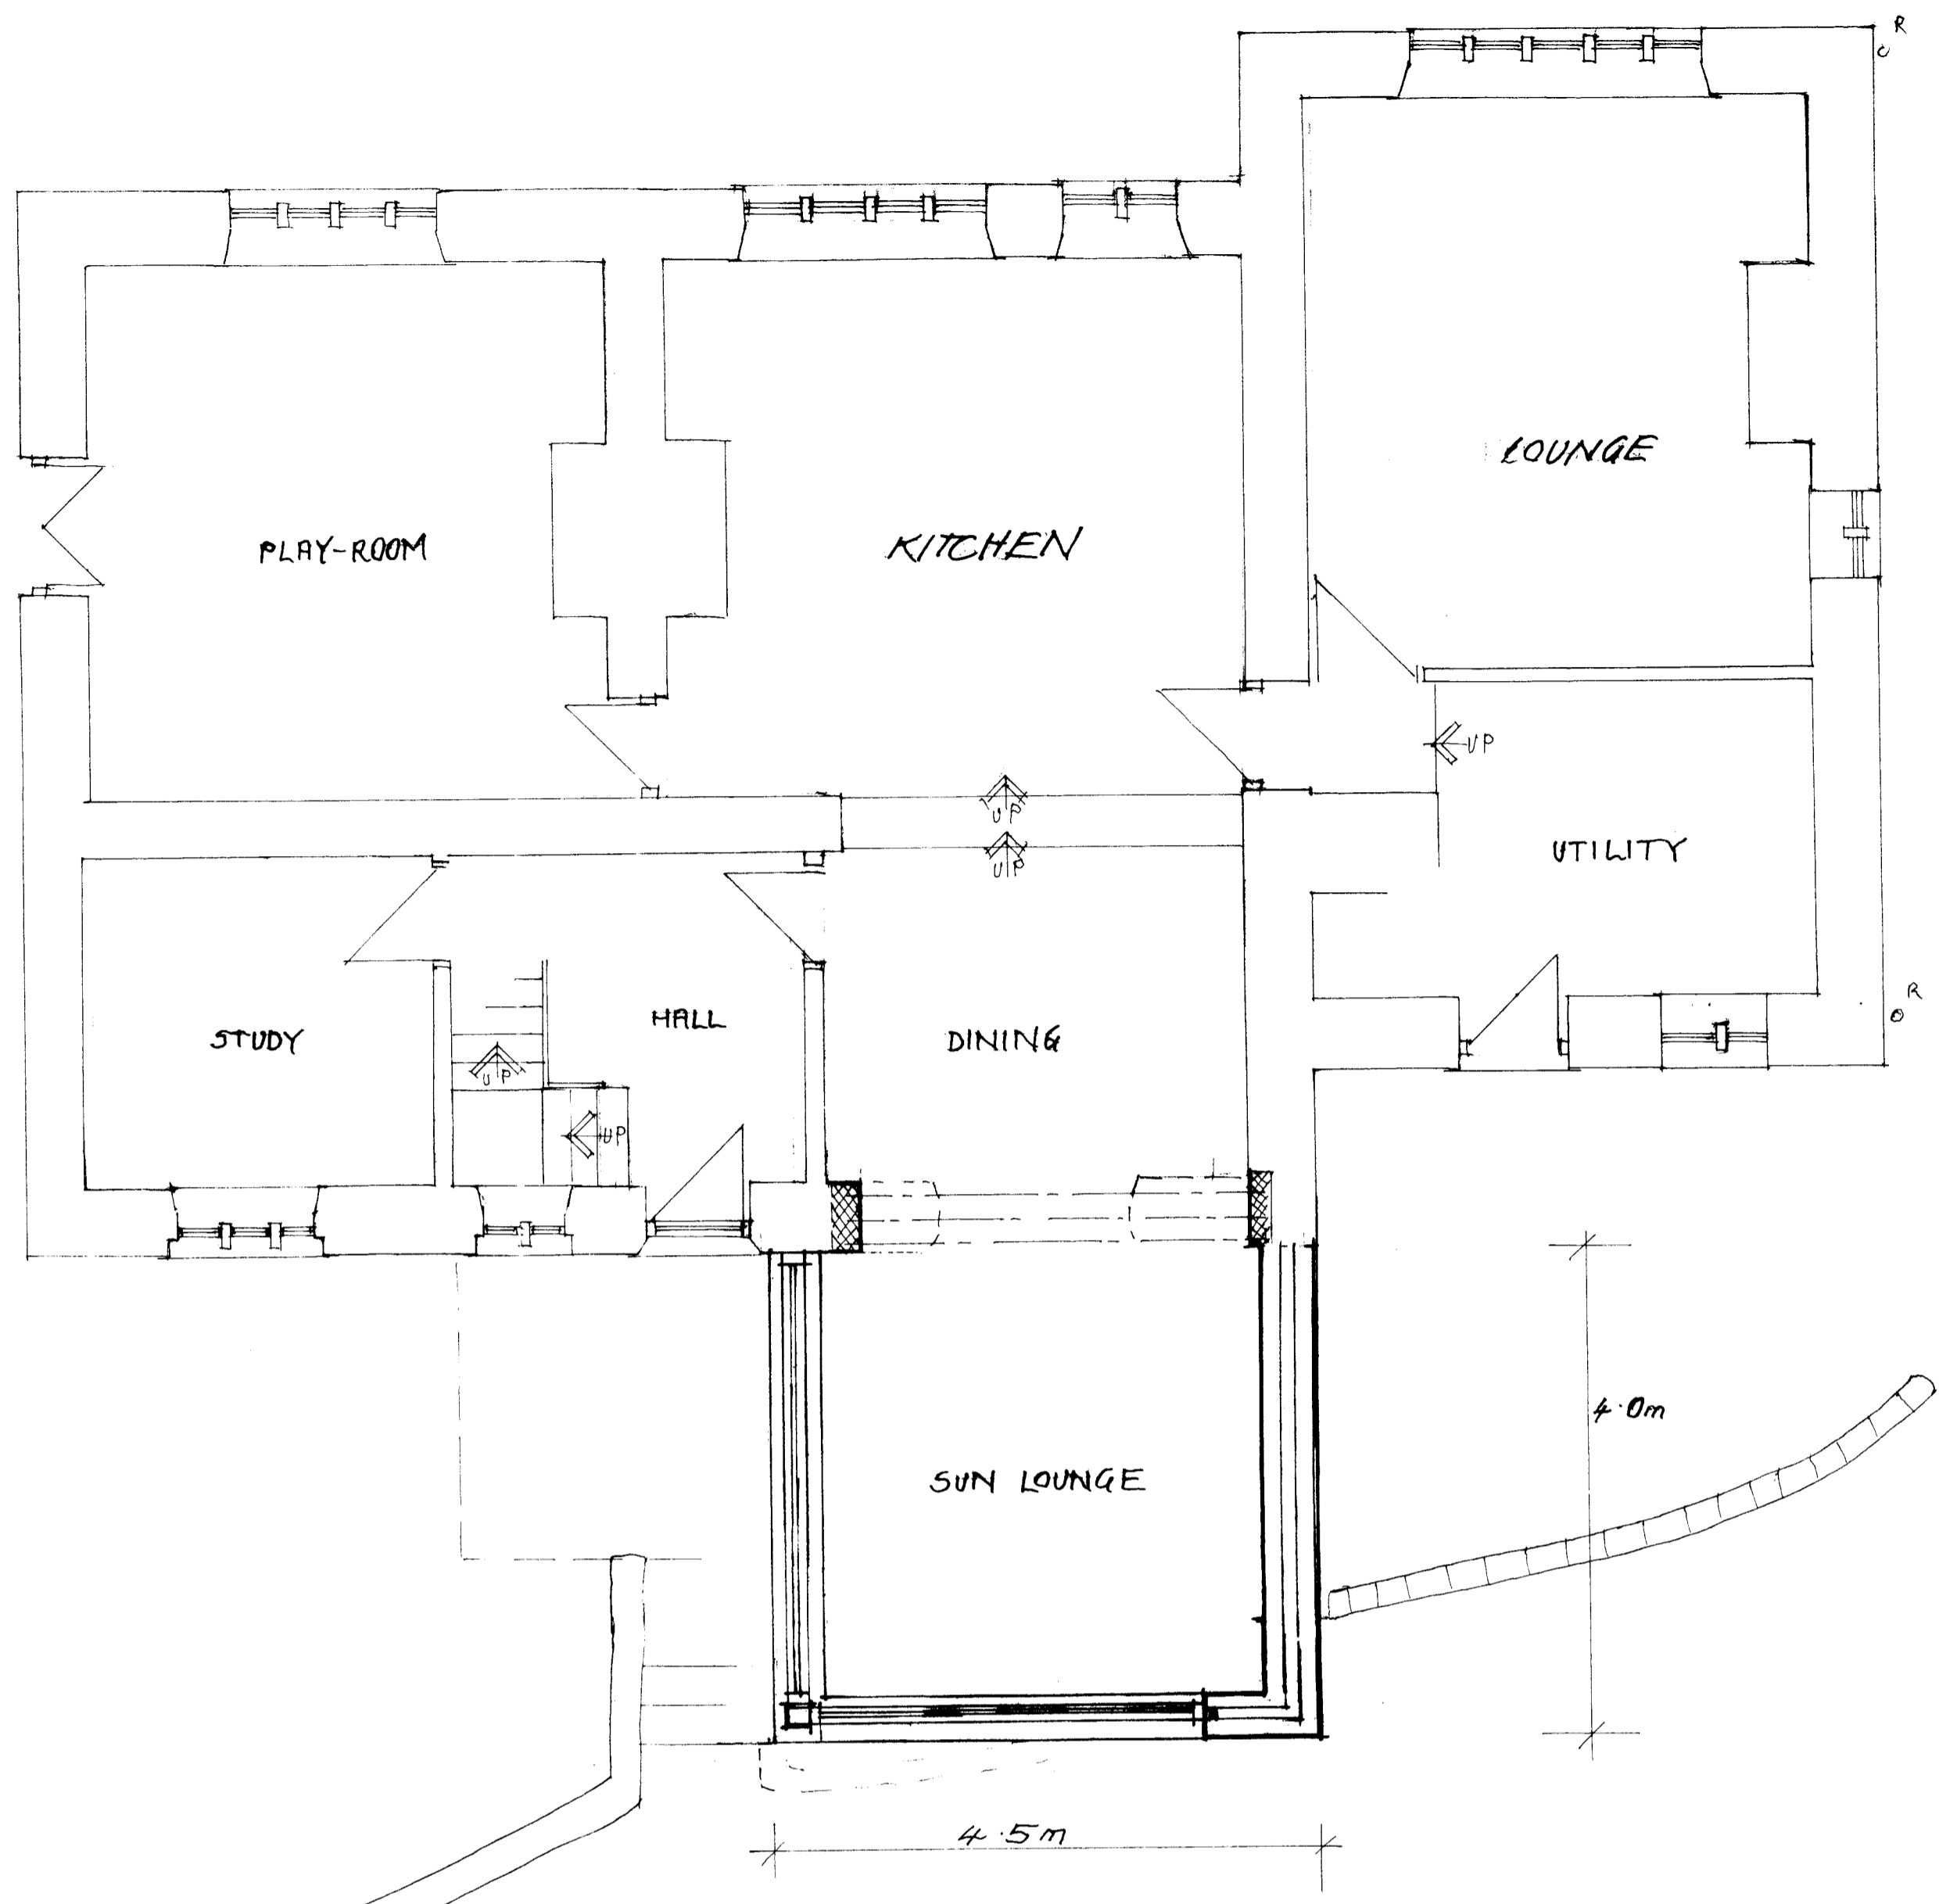 R
O
LOUNGE
PLAY-ROOM
KITCHEN
UP
UP
UP
UTILITY
R
O
STUDY
HALL
DINING
UP
UP
4.0m
SUN LOUNGE
4.5m